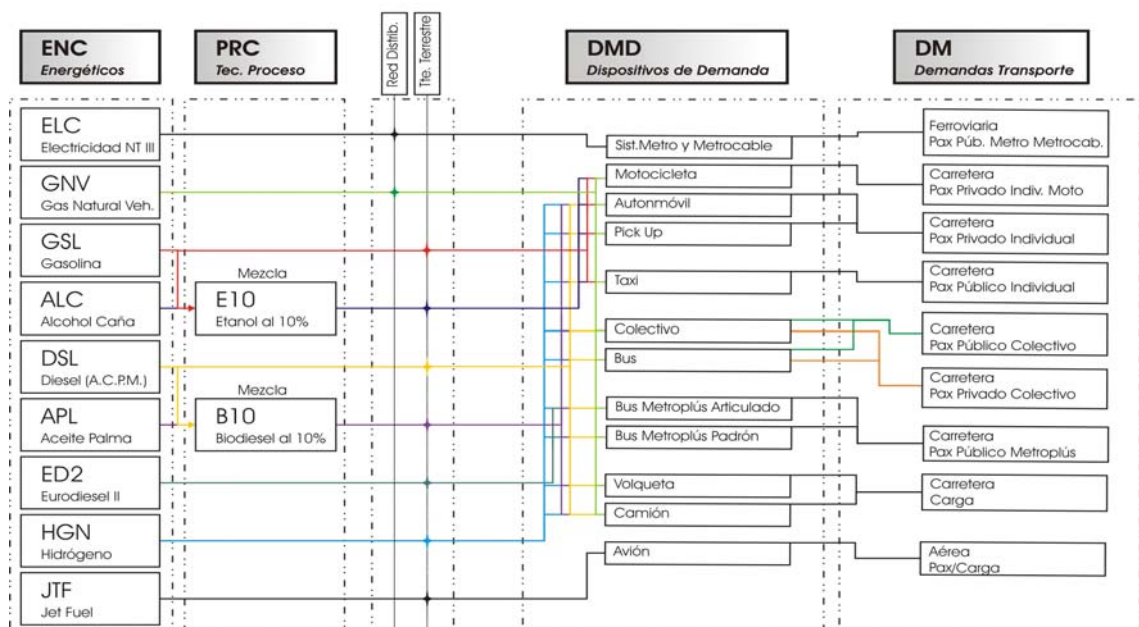 ENC
Energéticos
PRC
Tec. Proceso
Red Distrib.
Tte. Terrestre
DMD
Dispositivos de Demanda
DM
Demandas Transporte
ELC
Electricidad NT III
GNV
Gas Natural Veh.
GSL
Gasolina
ALC
Alcohol Caña
DSL
Diesel (A.C.P.M.)
APL
Aceite Palma
ED2
Eurodiesel II
HGN
Hidrógeno
JTF
Jet Fuel
Mezcla
E10
Etanol al 10%
Mezcla
B10
Biodiesel al 10%
Sist.Metro y Metrocable
Motocicleta
Autonmóvil
Pick Up
Taxi
Colectivo
Bus
Bus Metroplús Articulado
Bus Metroplús Padrón
Volqueta
Camión
Avión
Ferroviaria
Pax Púb. Metro Metrocab.
Carretera
Pax Privado Indiv. Moto
Carretera
Pax Privado Individual
Carretera
Pax Público Individual
Carretera
Pax Público Colectivo
Carretera
Pax Privado Colectivo
Carretera
Pax Público Metroplús
Carretera
Carga
Aérea
Pax/Carga